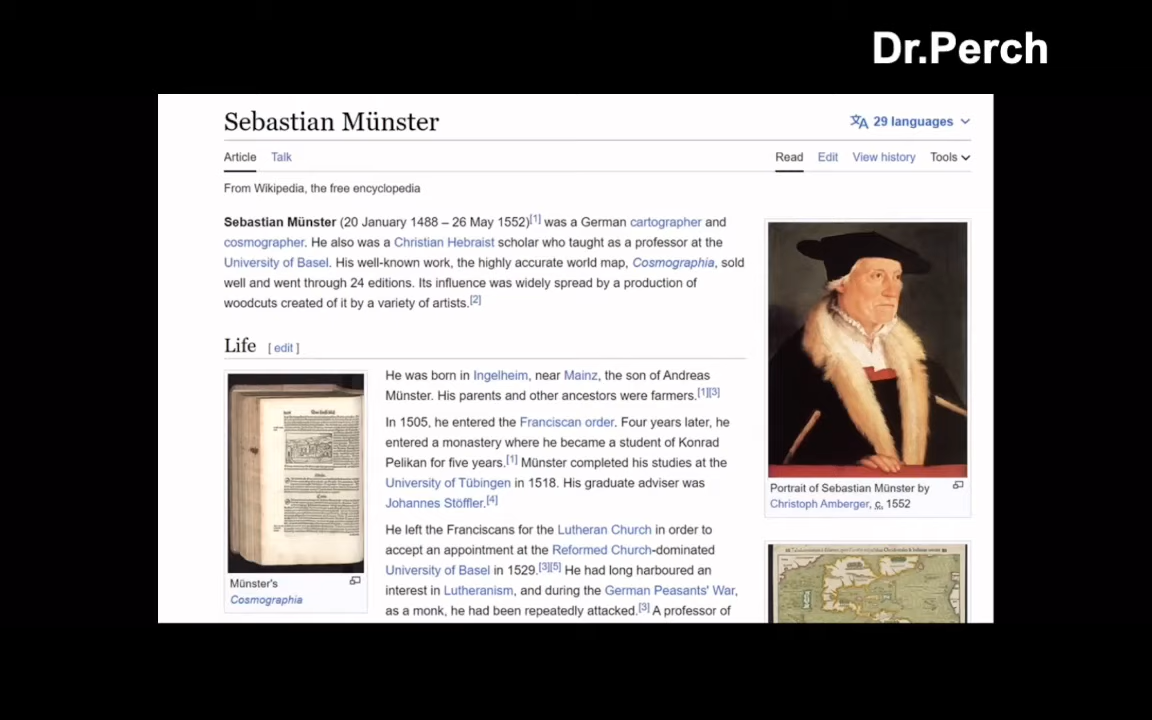 Dr.Perch
Sebastian Münster
29 languages
Article Talk
Read Edit View history Tools
From Wikipedia, the free encyclopedia
Sebastian Münster (20 January 1488 – 26 May 1552)[1] was a German cartographer and
cosmographer. He also was a Christian Hebraist scholar who taught as a professor at the
University of Basel. His well-known work, the highly accurate world map, Cosmographia, sold
well and went through 24 editions. Its influence was widely spread by a production of
woodcuts created of it by a variety of artists.[2]
Portrait of Sebastian Münster by
Christoph Amberger, c. 1552
Life [ edit ]
Münster's
Cosmographia
He was born in Ingelheim, near Mainz, the son of Andreas
Münster. His parents and other ancestors were farmers.[1][3]
In 1505, he entered the Franciscan order. Four years later, he
entered a monastery where he became a student of Konrad
Pelikan for five years.[1] Münster completed his studies at the
University of Tübingen in 1518. His graduate adviser was
Johannes Stöffler.[4]
He left the Franciscans for the Lutheran Church in order to
accept an appointment at the Reformed Church-dominated
University of Basel in 1529.[3][5] He had long harboured an
interest in Lutheranism, and during the German Peasants' War,
as a monk, he had been repeatedly attacked.[3] A professor of